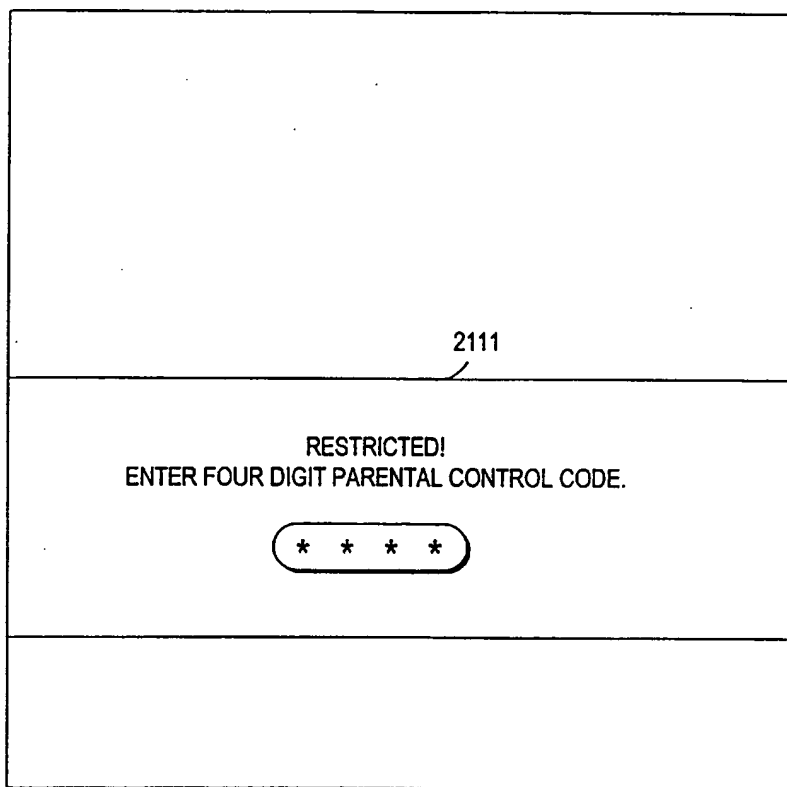 2111
RESTRICTED!
ENTER FOUR DIGIT PARENTAL CONTROL CODE.
* * * *